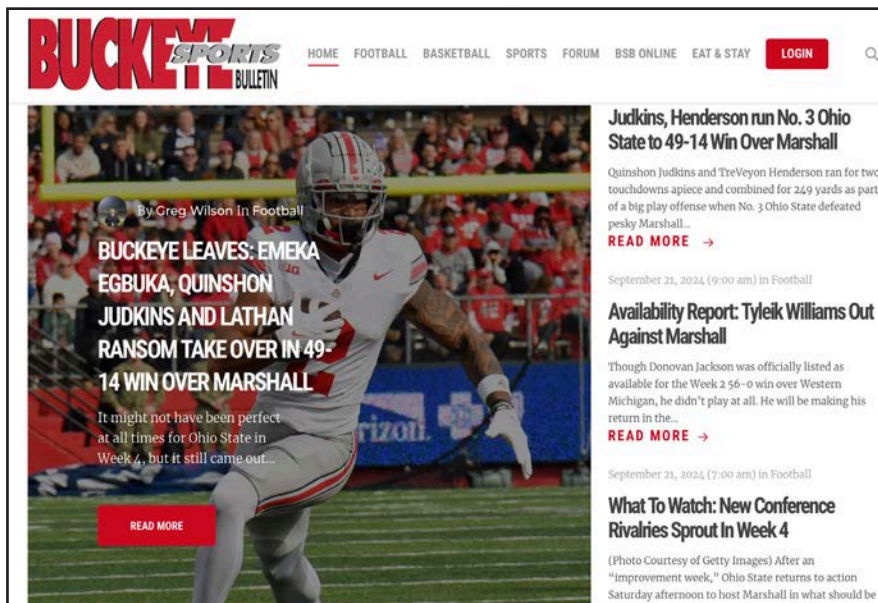 BUCKEYE
SPORTS
BULLETIN
HOME FOOTBALL BASKETBALL SPORTS FORUM BSB ONLINE EAT & STAY LOGIN
By Greg Wilson In Football
BUCKEYE LEAVES: EMEKA
EGBUKA, QUINSHON
JUDKINS AND LATHAN
RANSOM TAKE OVER IN 49-
14 WIN OVER MARSHALL
It might not have been perfect
at all times for Ohio State in
Week 4, but it still came out...
READ MORE
2
2
rizon.
Judkins, Henderson run No. 3 Ohio
State to 49-14 Win Over Marshall
Quinshon Judkins and TreVeyon Henderson ran for two
touchdowns apiece and combined for 249 yards as part
of a big play offense when No. 3 Ohio State defeated
pesky Marshall...
READ MORE →
September 21, 2024 (9:00 am) in Football
Availability Report: Tyleik Williams Out
Against Marshall
Though Donovan Jackson was officially listed as
available for the Week 2 56-0 win over Western
Michigan, he didn't play at all. He will be making his
return in the...
READ MORE →
September 21, 2024 (7:00 am) in Football
What To Watch: New Conference
Rivalries Sprout In Week 4
(Photo Courtesy of Getty Images) After an
"improvement week," Ohio State returns to action
Saturday afternoon to host Marshall in what should be